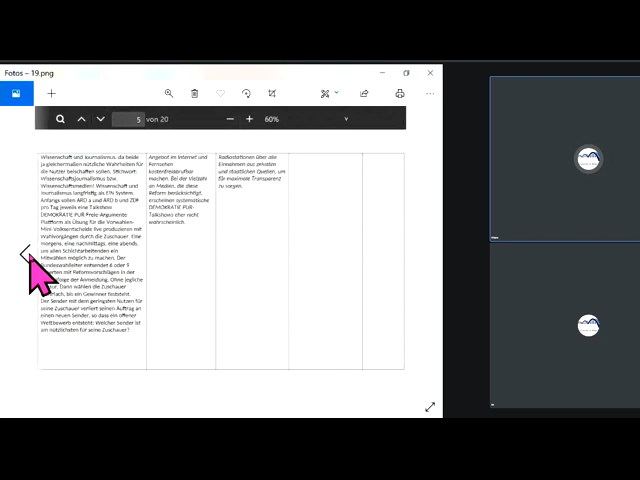 Fotos – 19.png
5 von 20
60%
Wissenschaft und Journalismus, da beide
ja gleichermaßen nützliche Wahrheiten für
die Nutzer beischaffen sollen. Stichwort:
Wissenschaftsjournalismus bzw.
Wissenschaftsmedien! Wissenschaft und
Journalismus langfristig als EIN System.
Anfangs sollen ARD a und ARD b und ZDF
pro Tag jeweils eine Talkshow
DEMOKRATIE PUR Freie-Argumente
Plattform als Übung für die Vorwahlen-
Mini-Volksentscheide live produzieren mit
Wahlvorgängen durch die Zuschauer. Eine
morgens, eine nachmittags, eine abends,
um allen Schichtarbeitenden ein
Mitwählen möglich zu machen. Der
Bundeswahlleiter entsendet 6 oder 9
mit Reformvorschlägen in der
der Anmeldung. Ohne jegliche
Dann wählen die Zuschauer
bis ein Gewinner feststeht.
Der Sender mit dem geringsten Nutzen für
seine Zuschauer verliert seinen Auftrag an
einen neuen Sender, so dass ein offener
Wettbewerb entsteht: Welcher Sender ist
am nützlichsten für seine Zuschauer?
Angebot im Internet und
Fernsehen
kostenfrei abrufbar
machen. Bei der Vielzahl
an Medien, die diese
Reform berücksichtigt,
erscheinen systematische
DEMOKRATIE PUR-
Talkshows eher nicht
wahrscheinlich.
Radiostationen über alle
Einnahmen aus privaten
und staatlichen Quellen, um
für maximale Transparenz
zu sorgen.